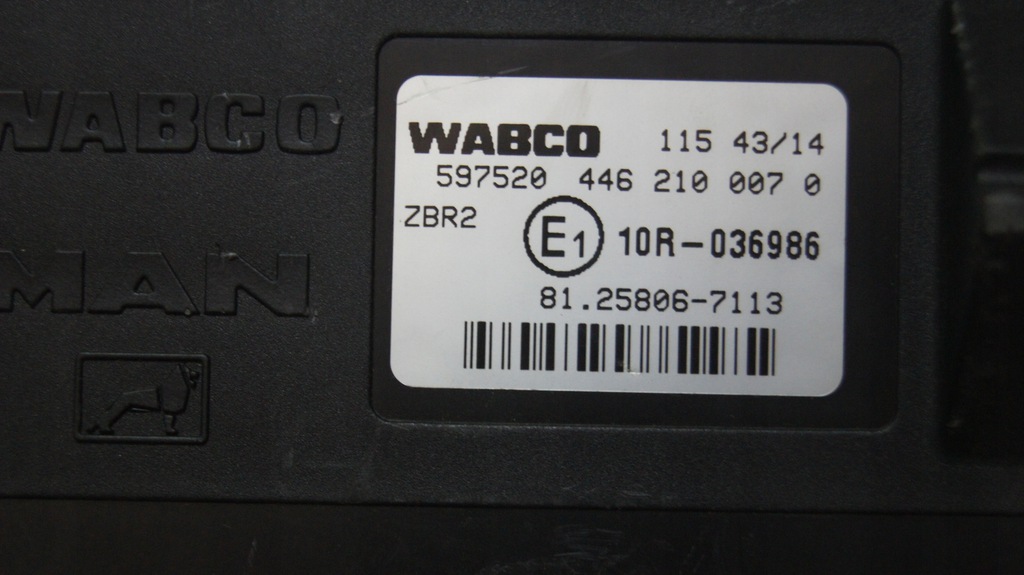 WABCO
MAN
WABCO 115 43/14
597520 446 210 007 0
ZBR2 E1 10R-036986
81.25806-7113